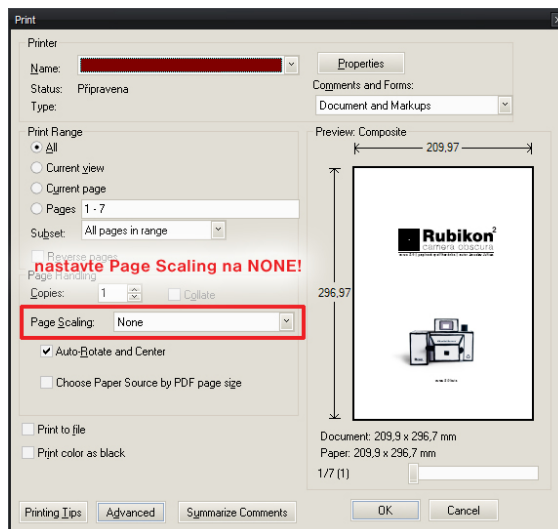 Print
Printer
Name:
Properties
Status: Připravena
Comments and Forms:
Type:
Document and Markups
Print Range
All
Current view
Current page
Pages 1 - 7
Subset: All pages in range
Reverse pages
nastavte Page Scaling na NONE!
Page Handling
Copies: 1 Collate
Page Scaling: None
Auto-Rotate and Center
Choose Paper Source by PDF page size
Print to file
Print color as black
Preview: Composite
209,97
296,97
Rubikon2
camera obscura
Document: 209,9 x 296,7 mm
Paper: 209,9 x 296,7 mm
1/7 (1)
Printing Tips
Advanced
Summarize Comments
OK
Cancel